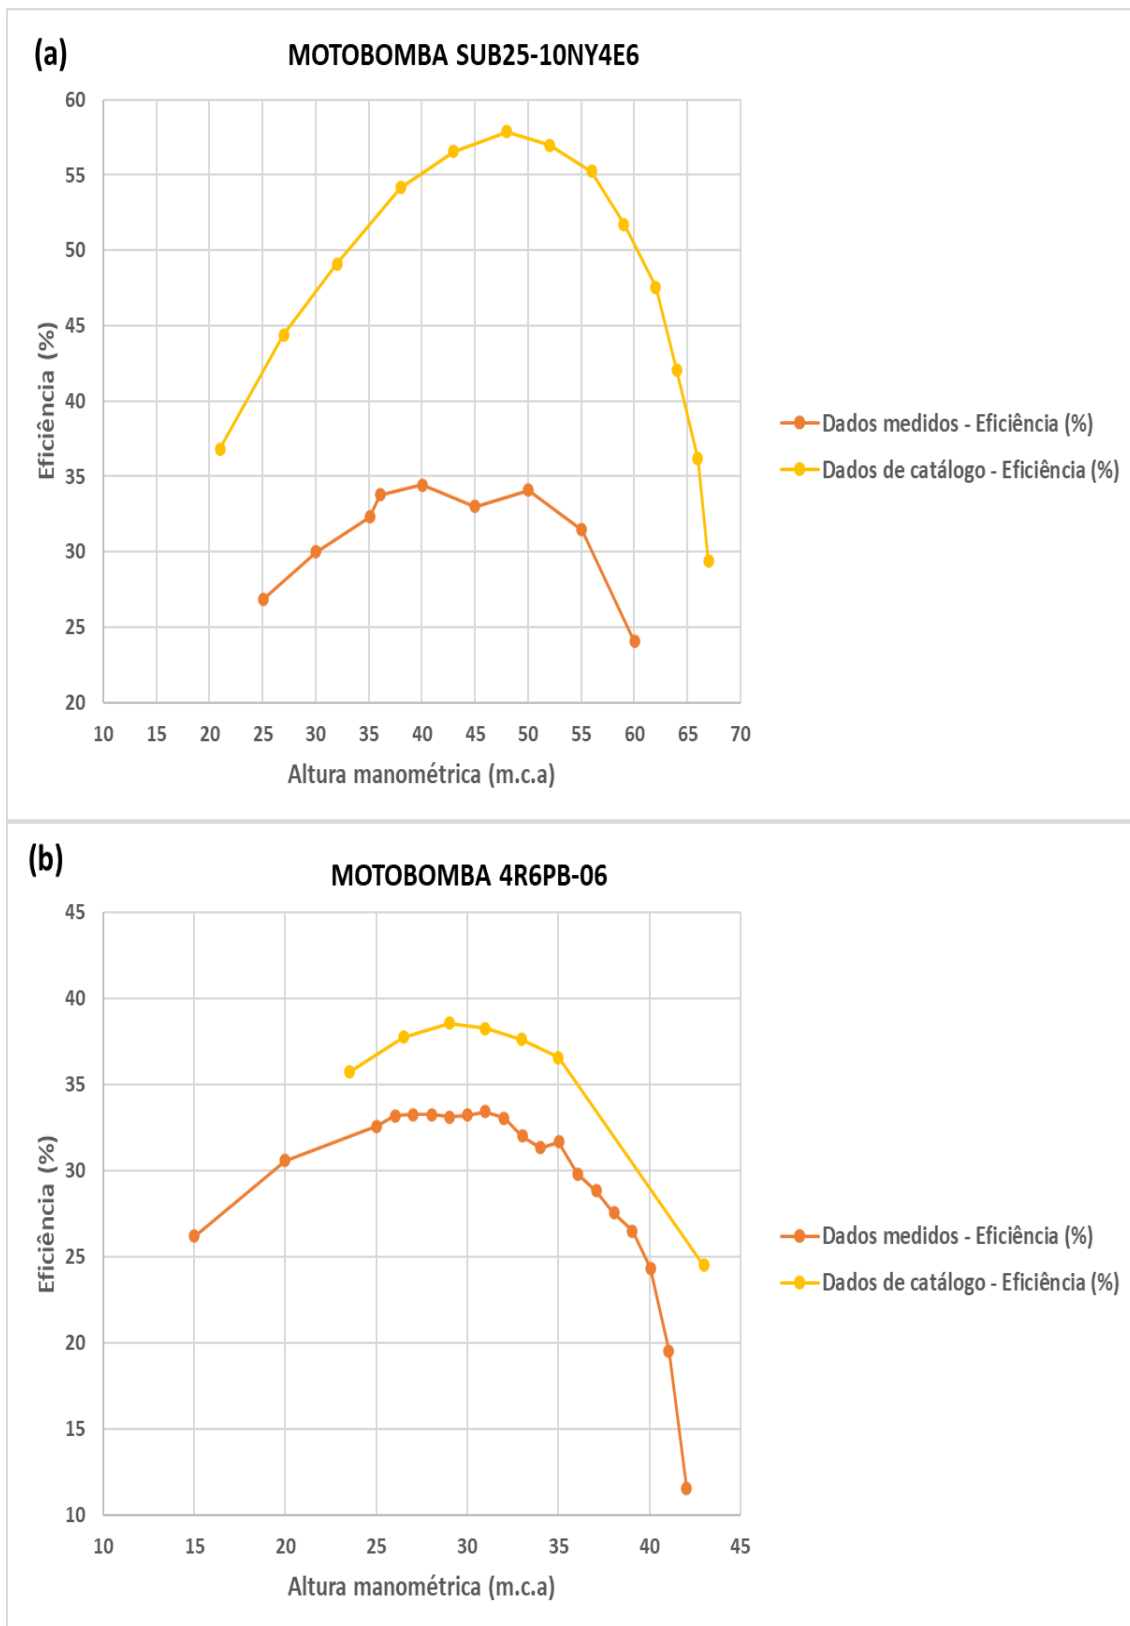 (a)
MOTOBOMBA SUB25-10NY4E6
60
55
50
45
40
35
30
25
20
Eficiência (%)
10 15 20 25 30 35 40 45 50 55 60 65 70
Altura manométrica (m.c.a)
Dados medidos - Eficiência (%)
Dados de catálogo - Eficiência (%)
(b)
MOTOBOMBA 4R6PB-06
45
40
35
30
25
20
15
10
Eficiência (%)
10 15 20 25 30 35 40 45
Altura manométrica (m.c.a)
Dados medidos - Eficiência (%)
Dados de catálogo - Eficiência (%)